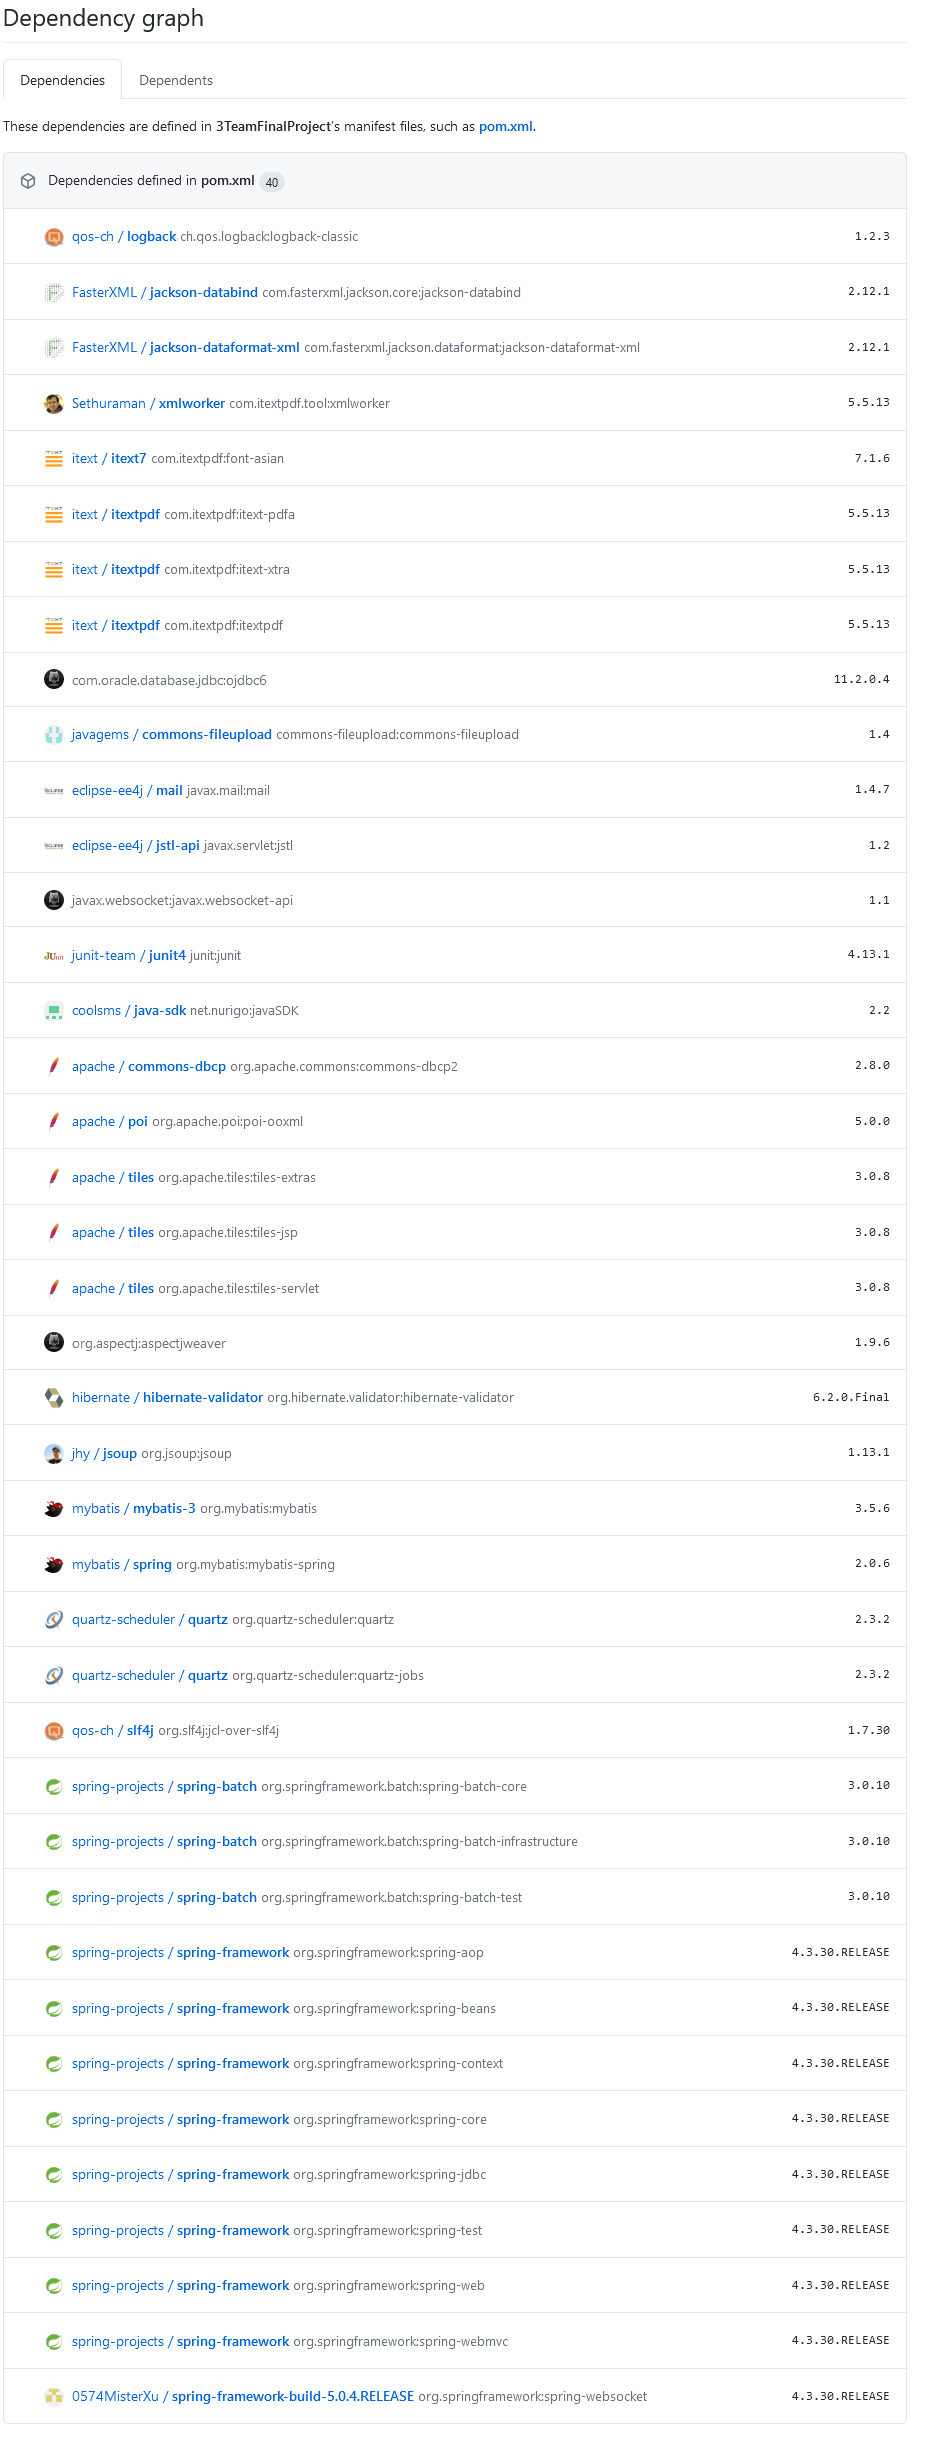 Dependency graph
Dependencies Dependents
These dependencies are defined in 3TeamFinalProject's manifest files, such as pom.xml.
Dependencies defined in pom.xml 40
qos-ch / logback ch.qos.logback:logback-classic 1.2.3
FasterXML / jackson-databind com.fasterxml.jackson.core:jackson-databind 2.12.1
FasterXML / jackson-dataformat-xml com.fasterxml.jackson.dataformat:jackson-dataformat-xml 2.12.1
Sethuraman / xmlworker com.itextpdf.tool:xmlworker 5.5.13
itext / itext7 com.itextpdf:font-asian 7.1.6
itext / itextpdf com.itextpdf:itext-pdfa 5.5.13
itext / itextpdf com.itextpdf:itext-xtra 5.5.13
itext / itextpdf com.itextpdf:itextpdf 5.5.13
com.oracle.database.jdbc:ojdbc6 11.2.0.4
javagems / commons-fileupload commons-fileupload:commons-fileupload 1.4
eclipse-ee4j / mail javax.mail:mail 1.4.7
eclipse-ee4j / jstl-api javax.servlet:jstl 1.2
javax.websocket:javax.websocket-api 1.1
junit-team / junit4 junit:junit 4.13.1
coolsms / java-sdk net.nurigo:javaSDK 2.2
apache / commons-dbcp org.apache.commons:commons-dbcp2 2.8.0
apache / poi org.apache.poi:poi-ooxml 5.0.0
apache / tiles org.apache.tiles:tiles-extras 3.0.8
apache / tiles org.apache.tiles:tiles-jsp 3.0.8
apache / tiles org.apache.tiles:tiles-servlet 3.0.8
org.aspectj:aspectjweaver 1.9.6
hibernate / hibernate-validator org.hibernate.validator:hibernate-validator 6.2.0.Final
jhy / jsoup org.jsoup:jsoup 1.13.1
mybatis / mybatis-3 org.mybatis:mybatis 3.5.6
mybatis / spring org.mybatis:mybatis-spring 2.0.6
quartz-scheduler / quartz org.quartz-scheduler:quartz 2.3.2
quartz-scheduler / quartz org.quartz-scheduler:quartz-jobs 2.3.2
qos-ch / slf4j org.slf4j:jcl-over-slf4j 1.7.30
spring-projects / spring-batch org.springframework.batch:spring-batch-core 3.0.10
spring-projects / spring-batch org.springframework.batch:spring-batch-infrastructure 3.0.10
spring-projects / spring-batch org.springframework.batch:spring-batch-test 3.0.10
spring-projects / spring-framework org.springframework:spring-aop 4.3.30.RELEASE
spring-projects / spring-framework org.springframework:spring-beans 4.3.30.RELEASE
spring-projects / spring-framework org.springframework:spring-context 4.3.30.RELEASE
spring-projects / spring-framework org.springframework:spring-core 4.3.30.RELEASE
spring-projects / spring-framework org.springframework:spring-jdbc 4.3.30.RELEASE
spring-projects / spring-framework org.springframework:spring-test 4.3.30.RELEASE
spring-projects / spring-framework org.springframework:spring-web 4.3.30.RELEASE
spring-projects / spring-framework org.springframework:spring-webmvc 4.3.30.RELEASE
0574MisterXu / spring-framework-build-5.0.4.RELEASE org.springframework:spring-websocket 4.3.30.RELEASE